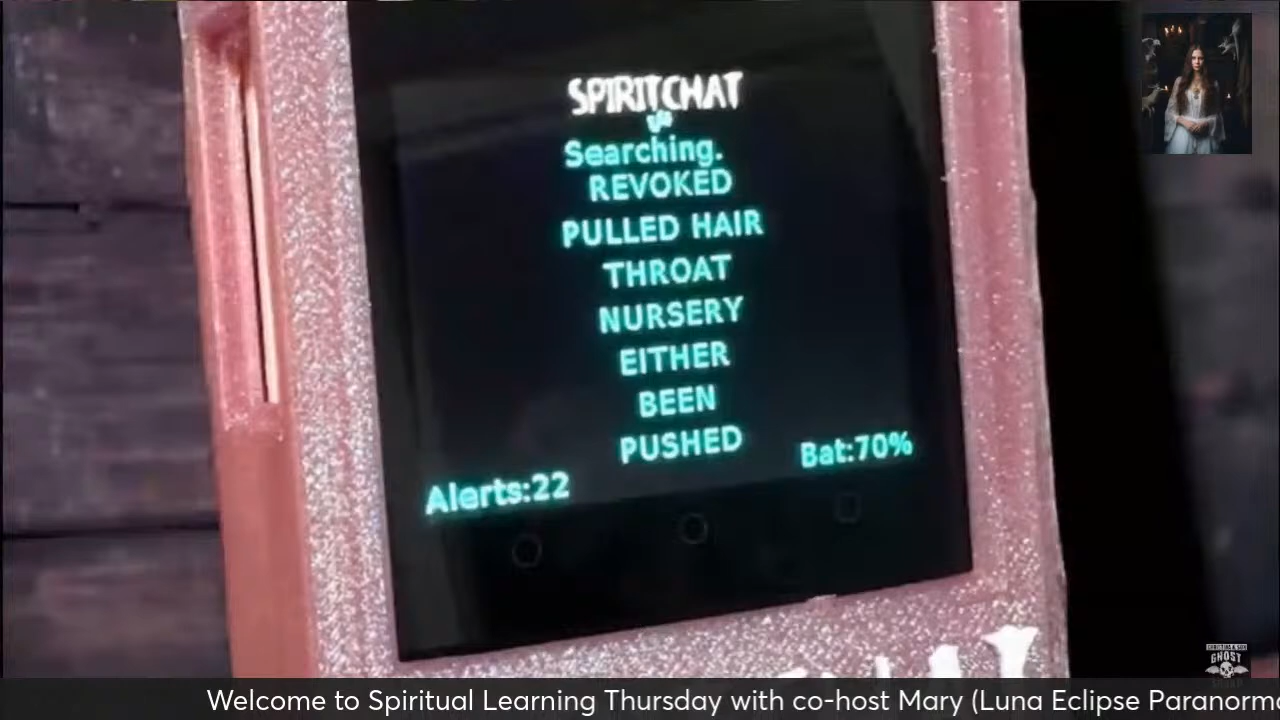 SPIRITCHAT
Searching.
REVOKED
PULLED HAIR
THROAT
NURSERY
EITHER
BEEN
PUSHED
Alerts:22
Bat:70%
GHOST
Welcome to Spiritual Learning Thursday with co-host Mary (Luna Eclipse Paranorma